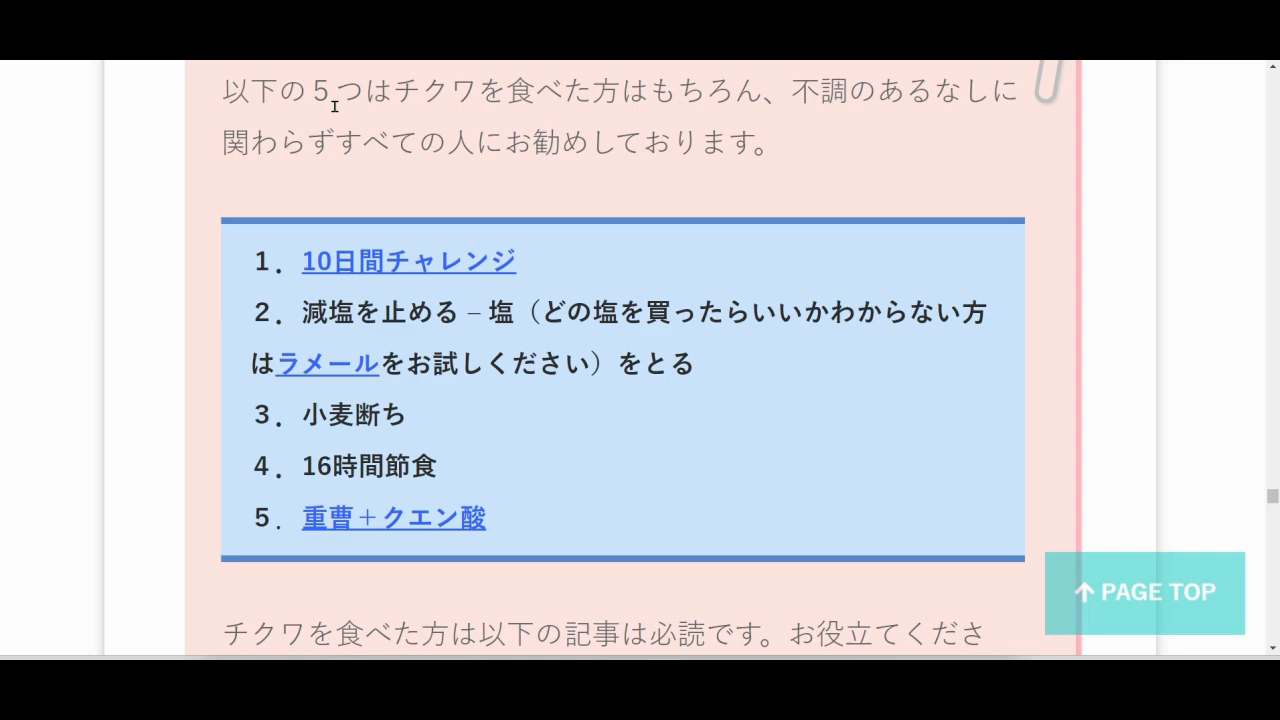 以下の５つはチクワを食べた方はもちろん、不調のあるなしに
関わらずすべての人にお勧めしております。
１．10日間チャレンジ
２．減塩を止める – 塩（どの塩を買ったらいいかわからない方
はラメールをお試しください）をとる
３．小麦断ち
４．16時間節食
５．重曹＋クエン酸
チクワを食べた方は以下の記事は必読です。お役立てくださ
↑ PAGE TOP